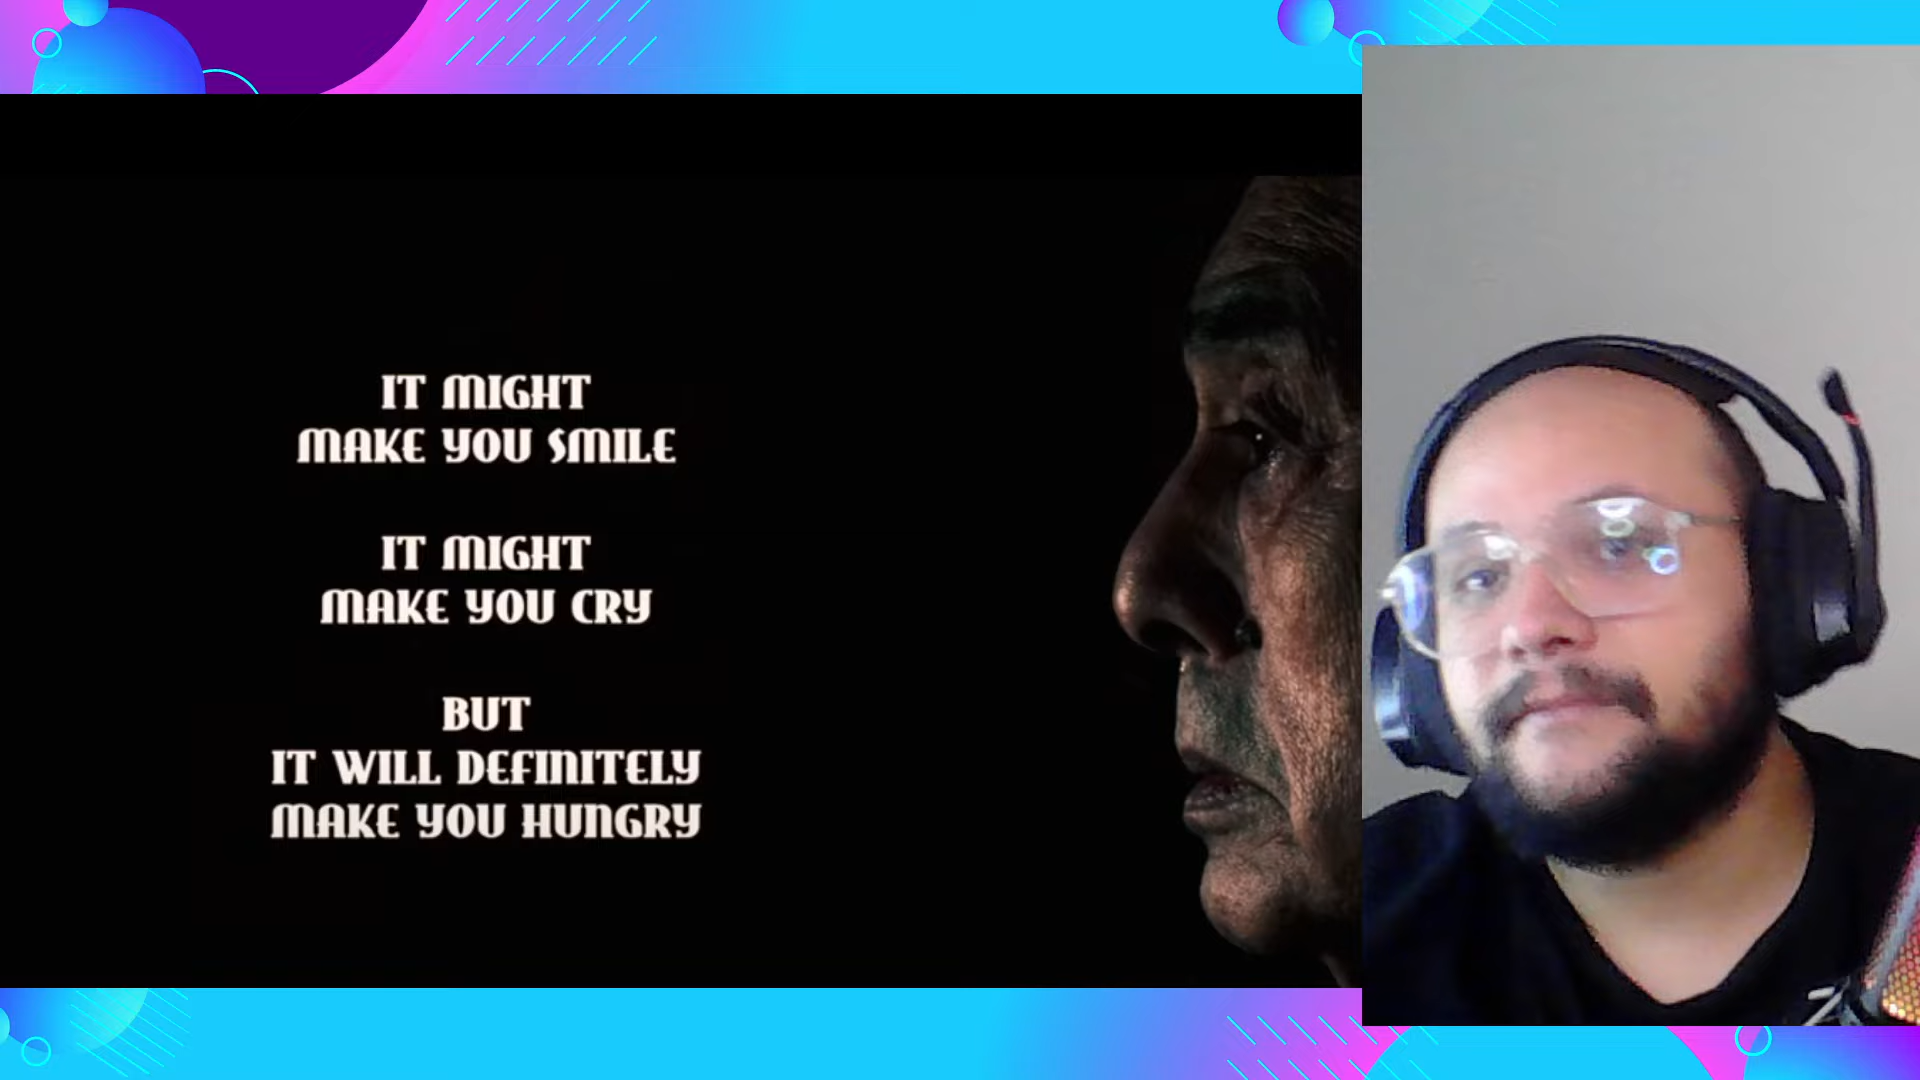 IT MIGHT
MAKE YOU SMILE
IT MIGHT
MAKE YOU CRY
BUT
IT WILL DEFINITELY
MAKE YOU HUNGRY